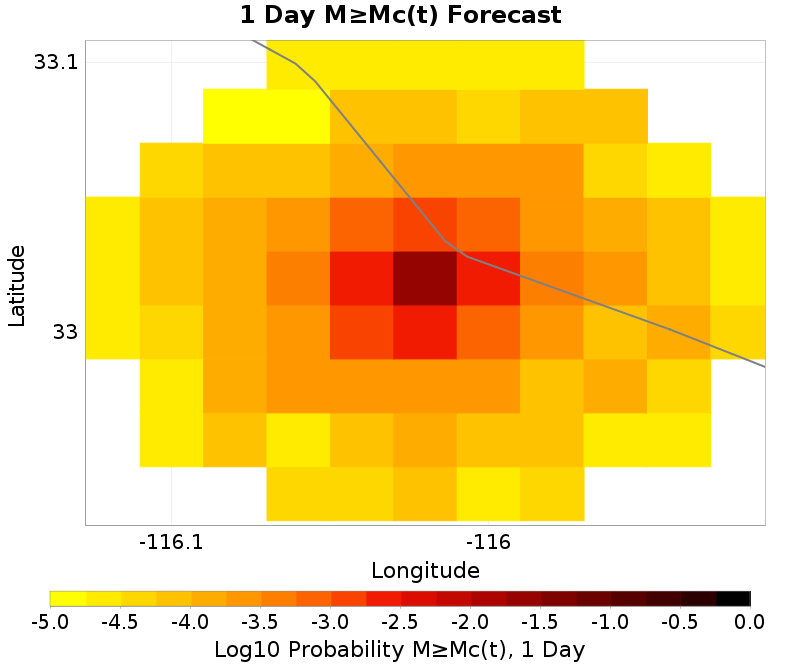 1 Day M≥Mc(t) Forecast
33.1
33
Latitude
-116.1 -116
Longitude
-5.0 -4.5 -4.0 -3.5 -3.0 -2.5 -2.0 -1.5 -1.0 -0.5 0.0
Log10 Probability M≥Mc(t), 1 Day